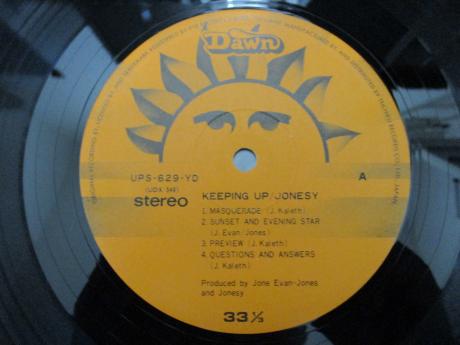 Dawn
UPS-629-YD
(UDX 349)
stereo
A
KEEPING UP/JONESY
1. MASQUERADE (J. Kaleth)
2. SUNSET AND EVENING STAR
(J. Evan/Jones)
3. PREVIEW (J. Kaleth)
4. QUESTIONS AND ANSWERS
(J. Kaleth)
Produced by Jone Evan-Jones
and Jonesy
33⅓